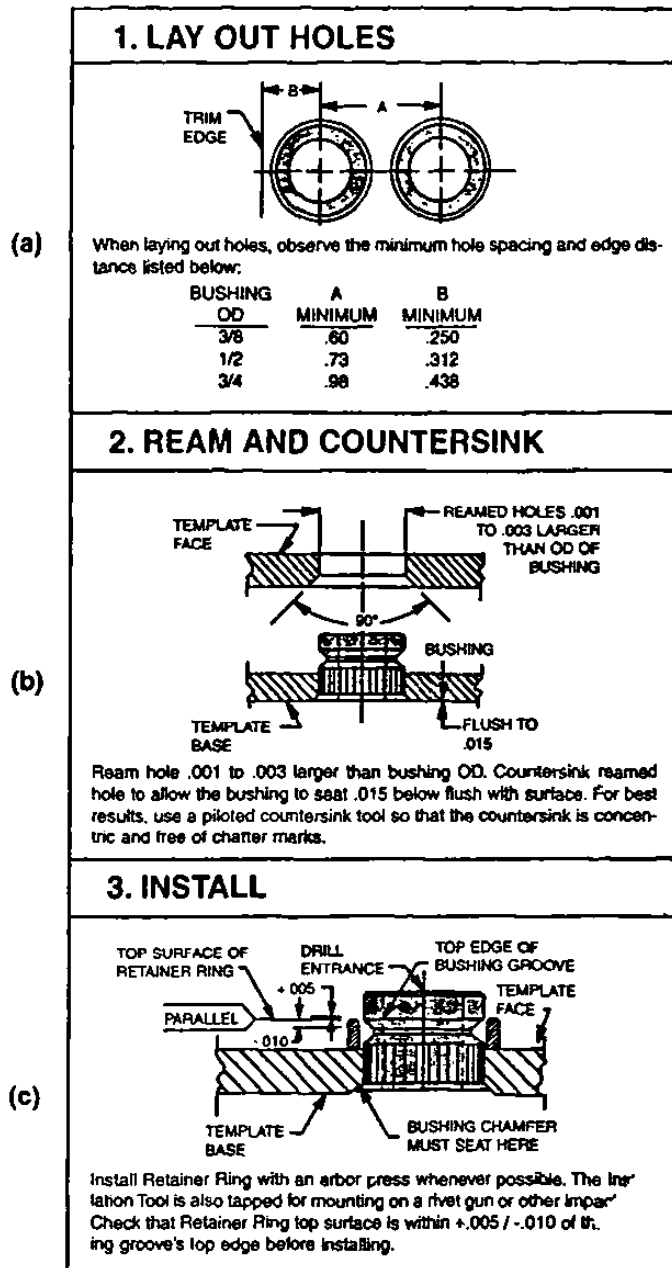 1. LAY OUT HOLES
B
A
TRIM
EDGE
(a)
When laying out holes, observe the minimum hole spacing and edge dis-
tance listed below:
BUSHING A B
OD MINIMUM MINIMUM
3/8 .60 .250
1/2 .73 .312
3/4 .98 .438
2. REAM AND COUNTERSINK
TEMPLATE
FACE
REAMED HOLES .001
TO .003 LARGER
THAN OD OF
BUSHING
90°
BUSHING
(b)
TEMPLATE
BASE
FLUSH TO
.015
Ream hole .001 to .003 larger than bushing OD. Countersink reamed
hole to allow the bushing to seat .015 below flush with surface. For best
results, use a piloted countersink tool so that the countersink is concen-
tric and free of chatter marks.
3. INSTALL
TOP SURFACE OF
RETAINER RING
DRILL
ENTRANCE
TOP EDGE OF
BUSHING GROOVE
+.005
TEMPLATE
FACE
PARALLEL
-.010
(c)
TEMPLATE
BASE
BUSHING CHAMFER
MUST SEAT HERE
Install Retainer Ring with an arbor press whenever possible. The
lation Tool is also tapped for mounting on a rivet gun or other
Check that Retainer Ring top surface is within +.005 / -.010 of
ing groove's top edge before installing.